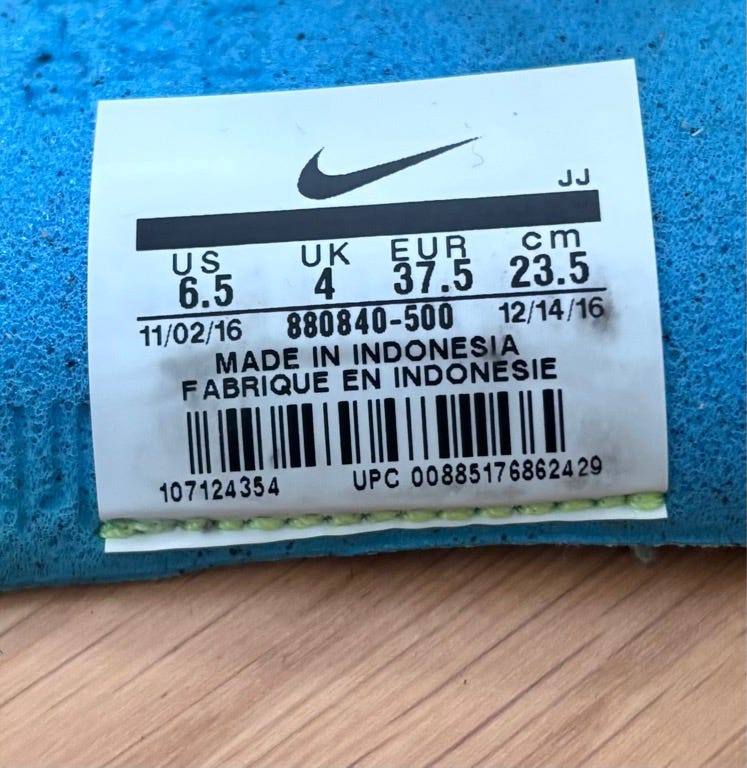 JJ
US UK EUR cm
6.5 4 37.5 23.5
11/02/16 880840-500 12/14/16
MADE IN INDONESIA
FABRIQUE EN INDONESIE
107124354 UPC 00885176862429